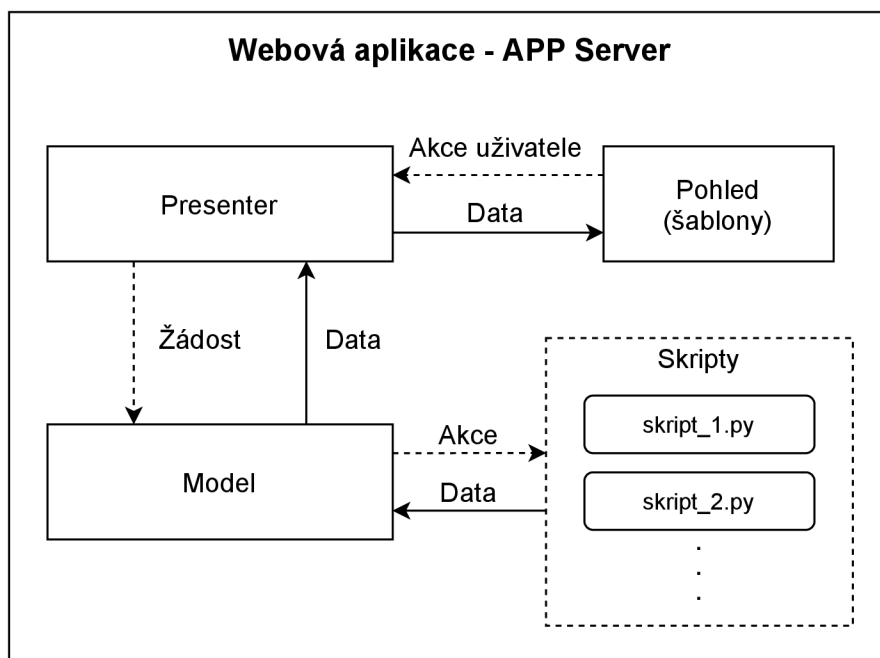 Webová aplikace - APP Server
Akce uživatele
Presenter
Pohled
(šablony)
Data
Žádost
Data
Skripty
skript_1.py
Akce
Model
Data
skript_2.py
.
.
.